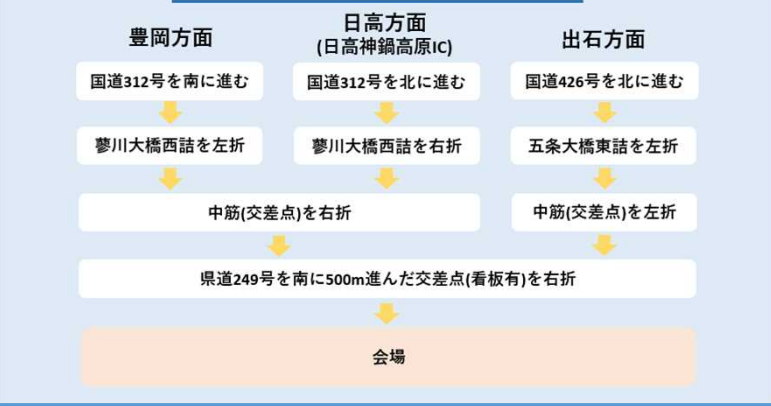 豊岡方面
日高方面
(日高神鍋高原IC)
出石方面
国道312号を南に進む
国道312号を北に進む
国道426号を北に進む
蓼川大橋西詰を左折
蓼川大橋西詰を右折
五条大橋東詰を左折
中筋(交差点)を右折
中筋(交差点)を左折
県道249号を南に500m進んだ交差点(看板有)を右折
会場